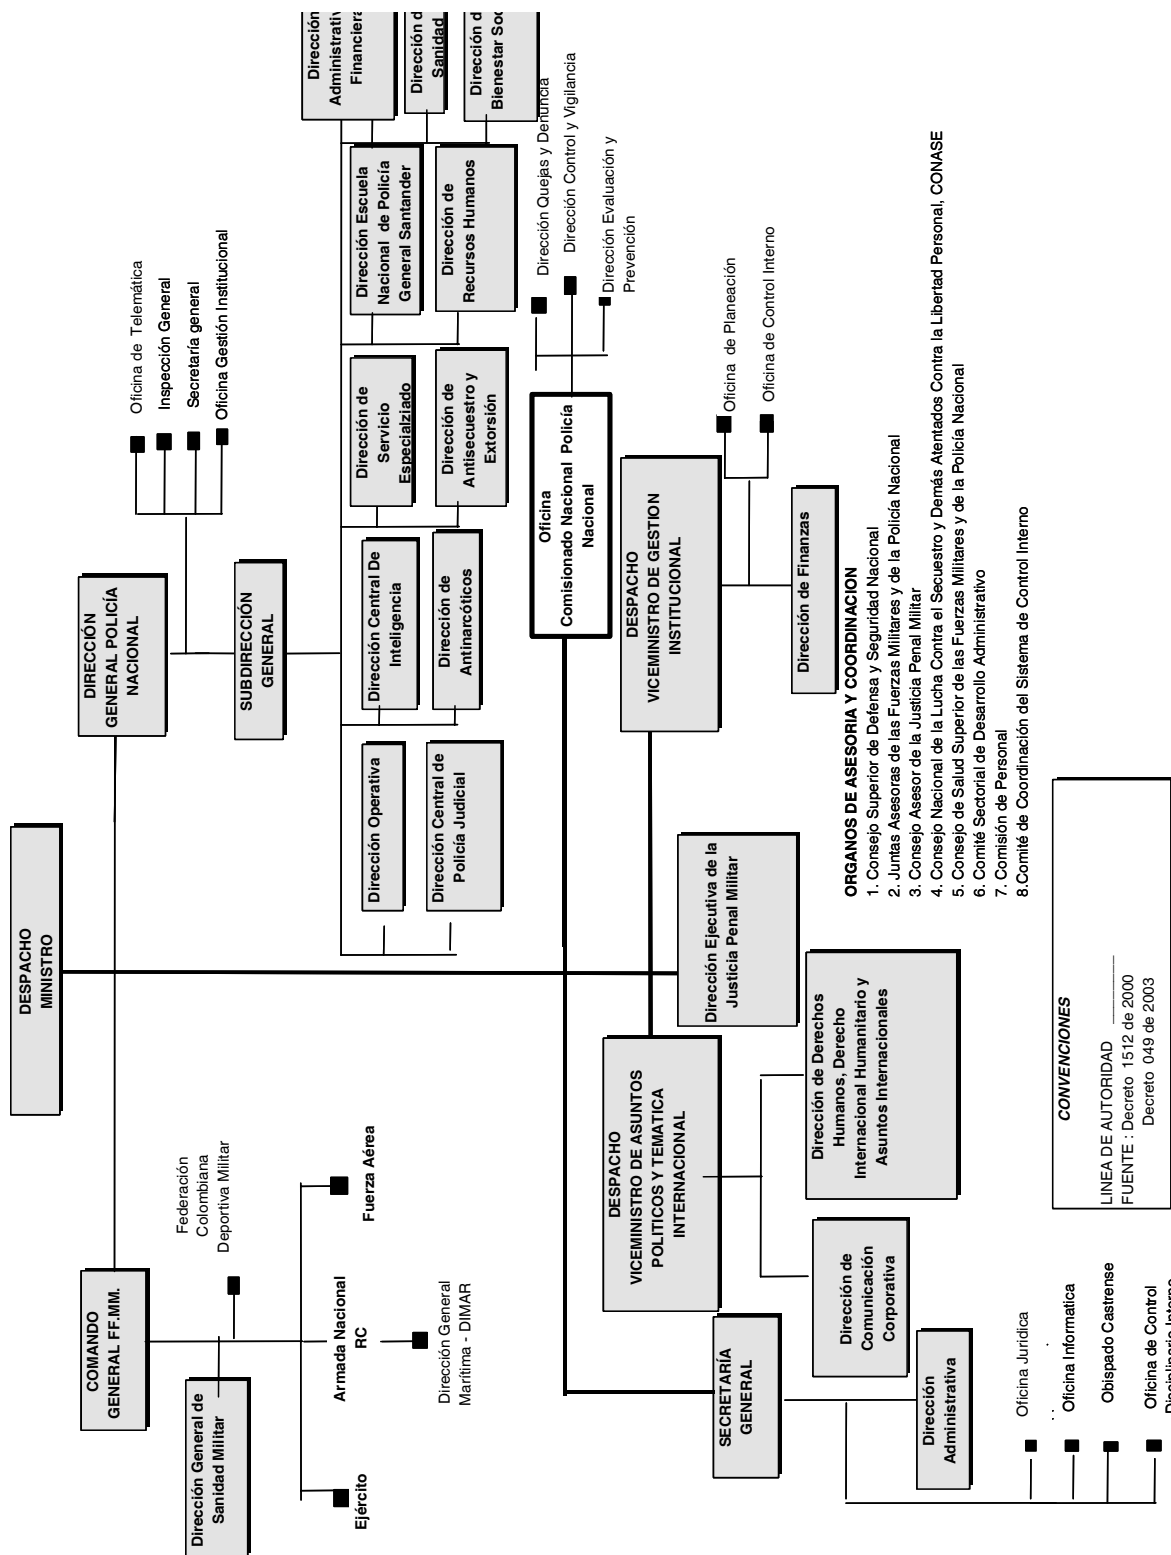 DESPACHO
MINISTRO
COMANDO
GENERAL FF.MM.
DIRECCIÓN
GENERAL POLICÍA
NACIONAL
Oficina de Telemática
Inspección General
Secretaría general
Oficina Gestión Institucional
SUBDIRECCIÓN
GENERAL
Federación
Colombiana
Deportiva Militar
Dirección General de
Sanidad Militar
Ejército
Armada Nacional
RC
Fuerza Aérea
Dirección General
Marítima - DIMAR
Dirección Operativa
Dirección Central de
Policía Judicial
Dirección Central De
Inteligencia
Dirección de
Antinarcóticos
Dirección de
Servicio
Especialziado
Dirección de
Antisecuestro y
Extorsión
Dirección Escuela
Nacional de Policía
General Santander
Dirección de
Recursos Humanos
Dirección
Administrativ
Financiera
Dirección d
Sanidad
Dirección d
Bienestar Soc
Oficina
Comisionado Nacional Policía
Nacional
Dirección Quejas y Denuncia
Dirección Control y Vigilancia
Dirección Evaluación y
Prevención
DESPACHO
VICEMINISTRO DE ASUNTOS
POLITICOS Y TEMATICA
INTERNACIONAL
DESPACHO
VICEMINISTRO DE GESTION
INSTITUCIONAL
Oficina de Planeación
Oficina de Control Interno
Dirección de Finanzas
Dirección Ejecutiva de la
Justicia Penal Militar
SECRETARÍA
GENERAL
Dirección de
Comunicación
Corporativa
Dirección de Derechos
Humanos, Derecho
Internacional Humanitario y
Asuntos Internacionales
Dirección
Administrativa
Oficina Juridica
Oficina Informatica
Obispado Castrense
Oficina de Control
Disciplinario Interno
ORGANOS DE ASESORIA Y COORDINACION
1. Consejo Superior de Defensa y Seguridad Nacional
2. Juntas Asesoras de las Fuerzas Militares y de la Policía Nacional
3. Consejo Asesor de la Justicia Penal Militar
4. Consejo Nacional de la Lucha Contra el Secuestro y Demás Atentados Contra la Libertad Personal, CONASE
5. Consejo de Salud Superior de las Fuerzas Militares y de la Policía Nacional
6. Comité Sectorial de Desarrollo Administrativo
7. Comisión de Personal
8.Comité de Coordinación del Sistema de Control Interno
CONVENCIONES
LINEA DE AUTORIDAD ________
FUENTE : Decreto 1512 de 2000
Decreto 049 de 2003